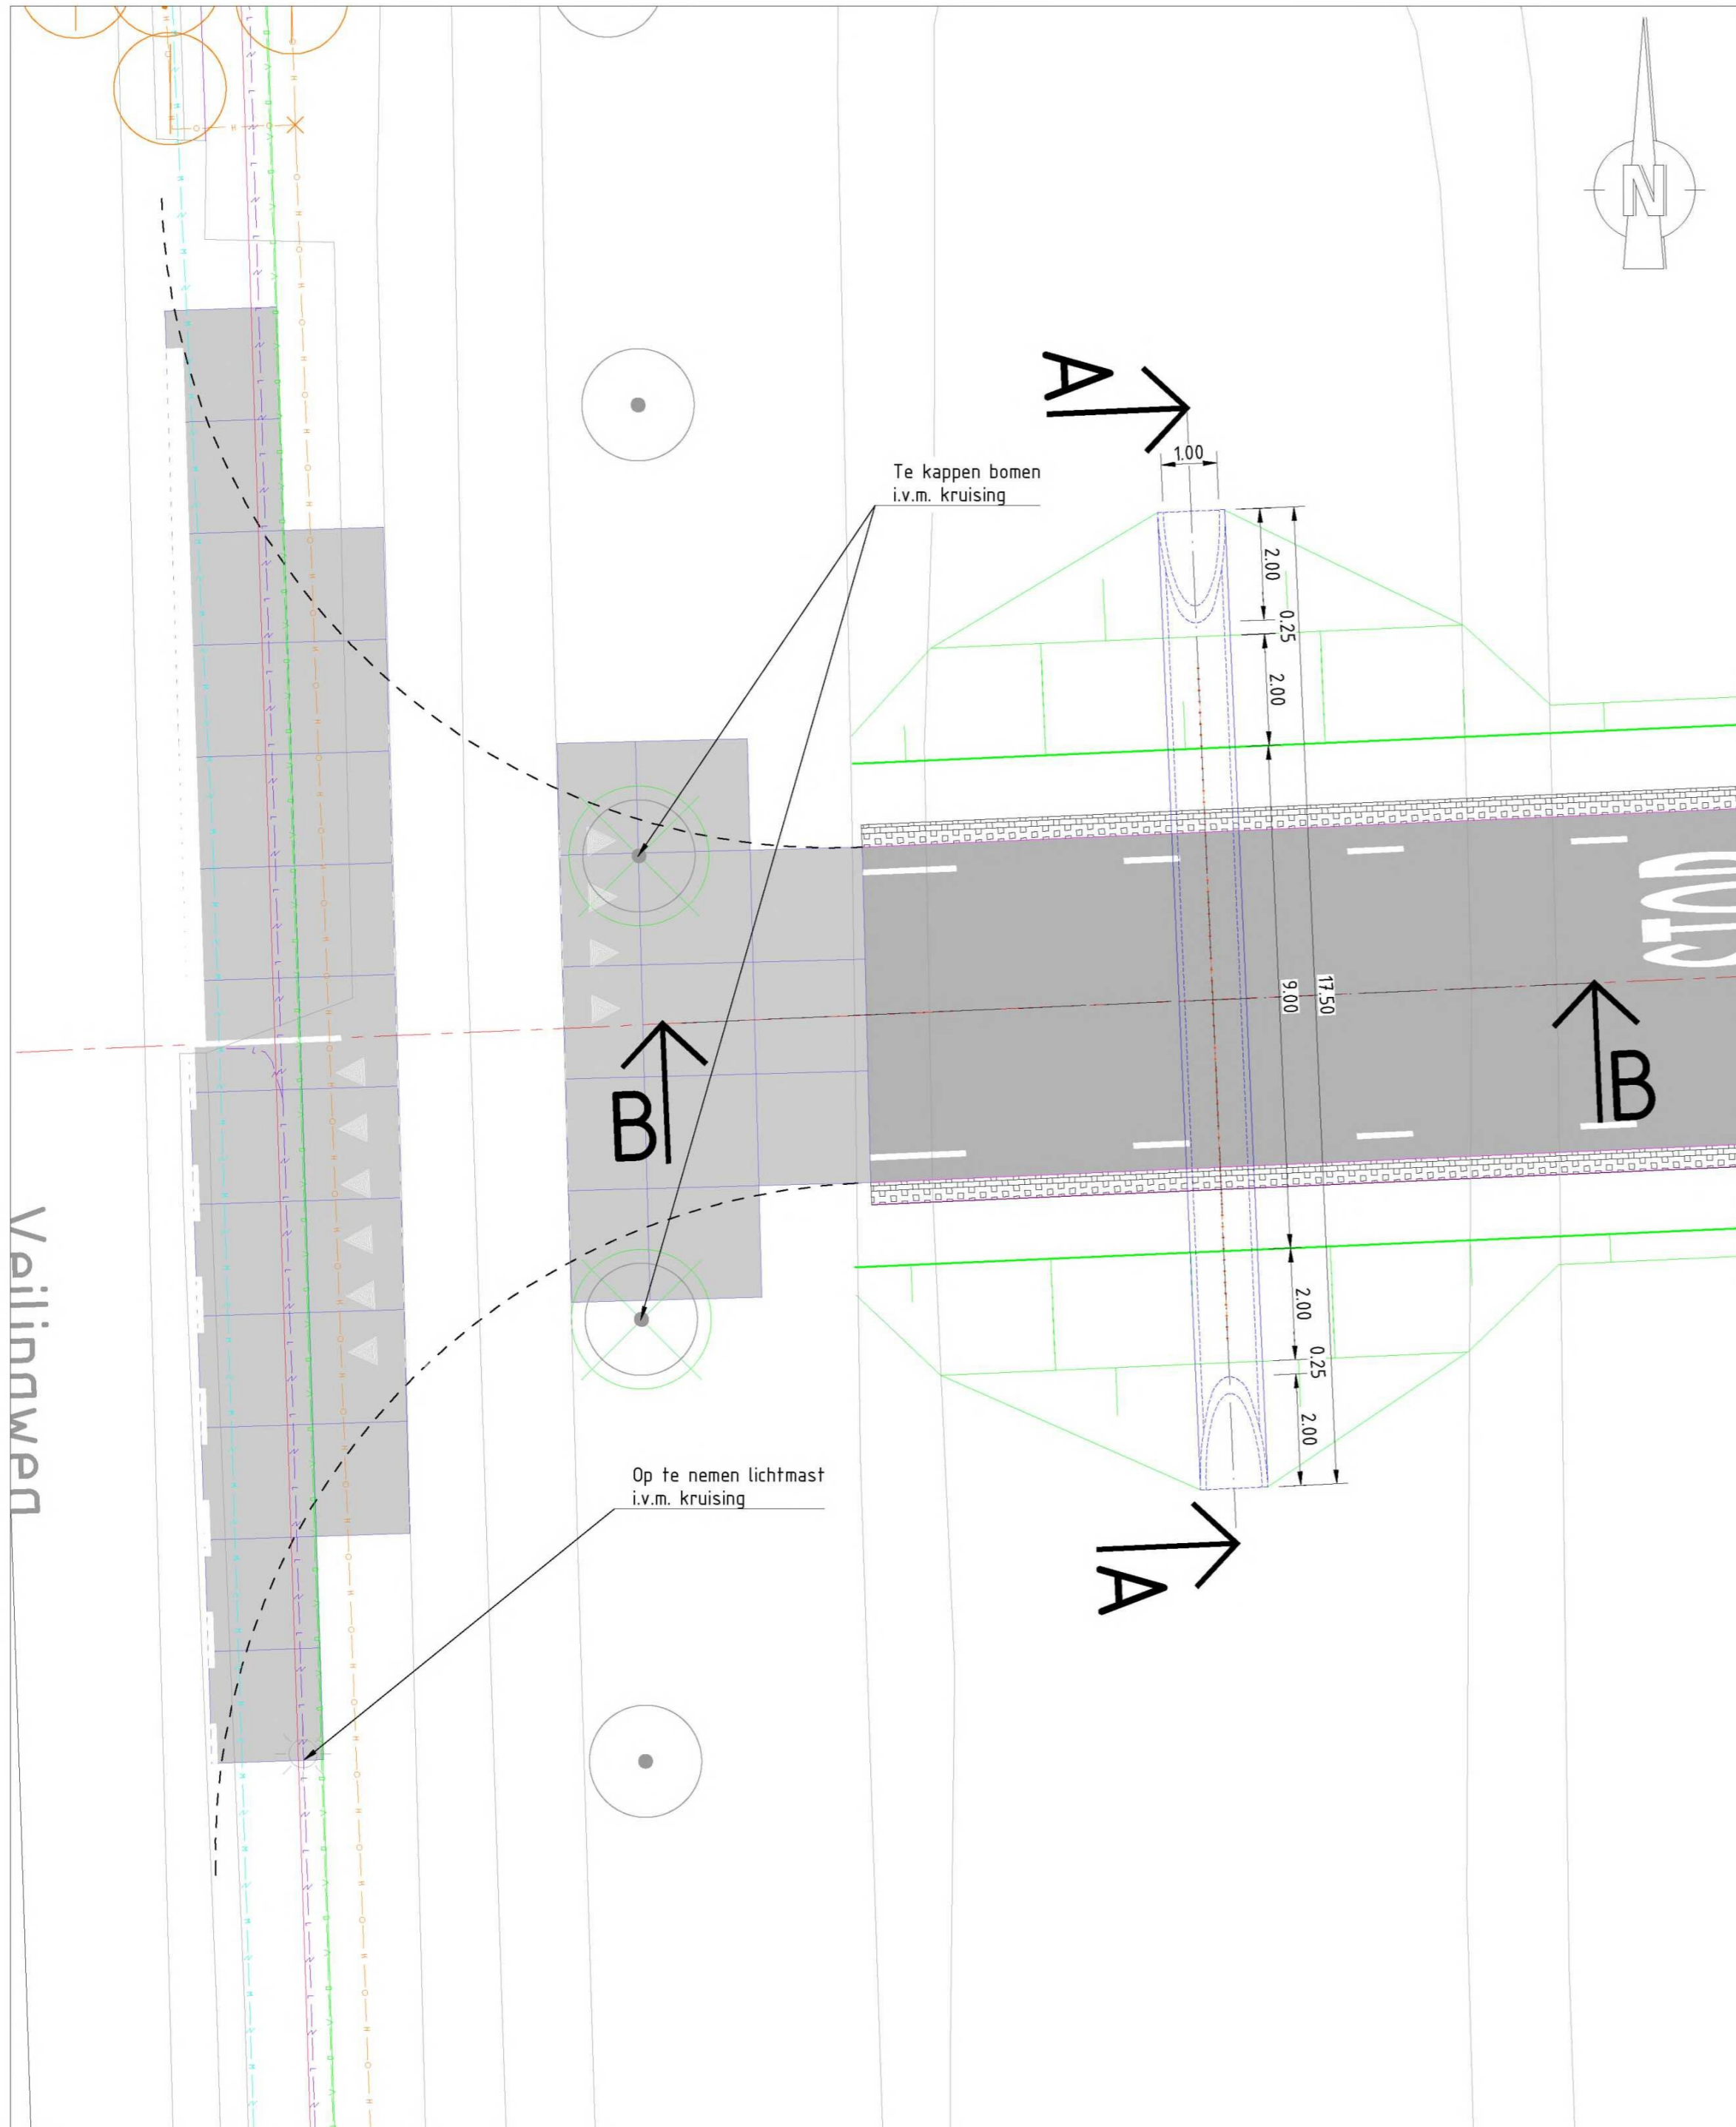 N
A
1.00
Te kappen bomen
i.v.m. kruising
2.00
0.25
2.00
9.00
17.50
B
B
Veilingweg
2.00
0.25
2.00
Op te nemen lichtmast
i.v.m. kruising
A